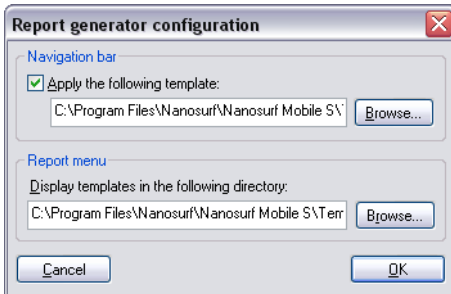 Report generator configuration
Navigation bar
Apply the following template:
C:\Program Files\Nanosurf\Nanosurf Mobile S\
Browse...
Report menu
Display templates in the following directory:
C:\Program Files\Nanosurf\Nanosurf Mobile S\Tem
Browse...
Cancel
OK